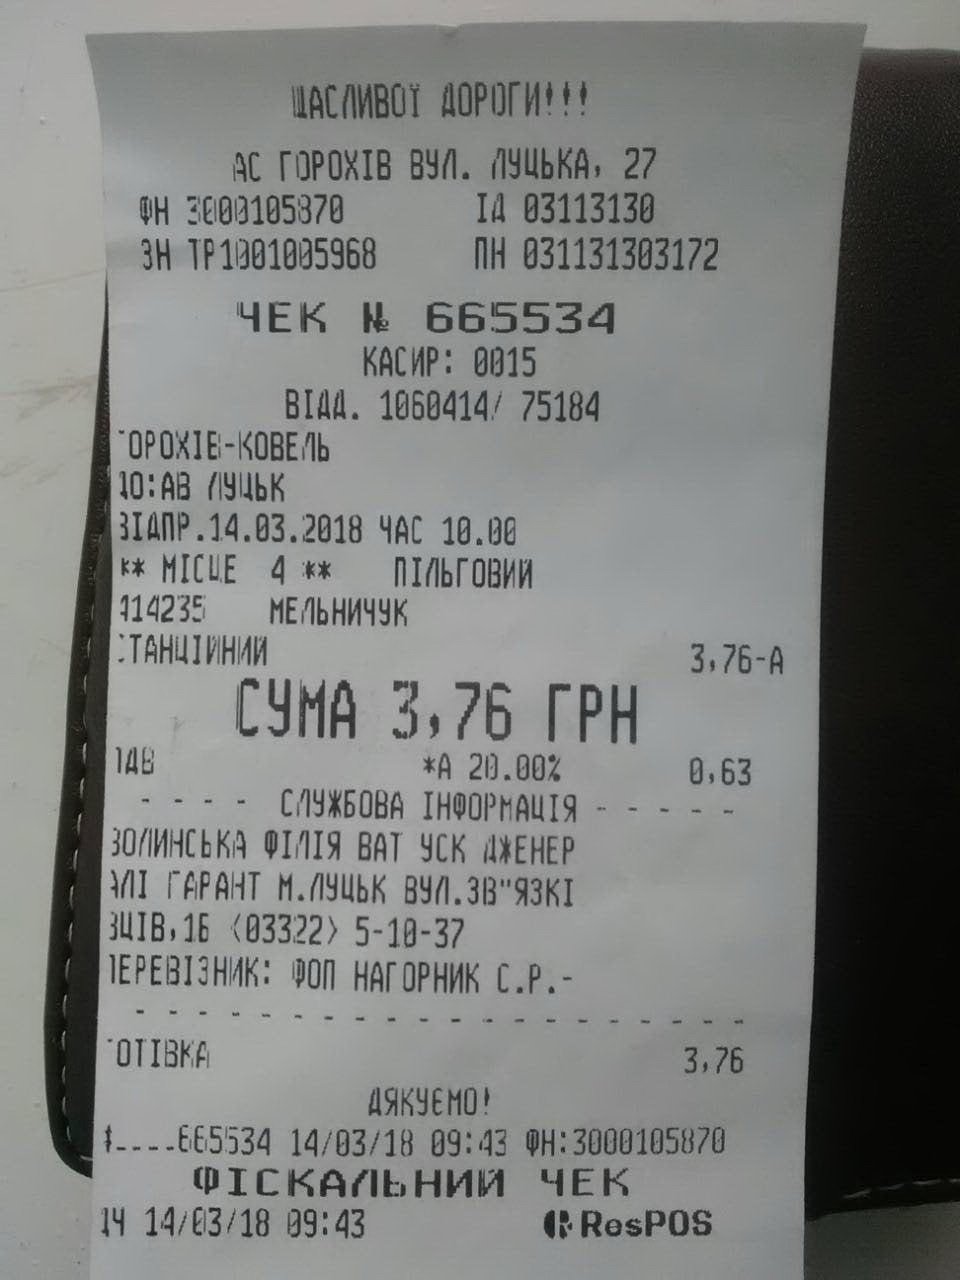 ЩАСЛИВОЇ ДОРОГИ!!!
АС ГОРОХІВ ВУЛ. ЛУЦЬКА, 27
ФН 3000105870 ІД 03113130
ЗН ТР1001005968 ПН 031131303172
ЧЕК № 665534
КАСИР: 0015
ВІДД. 1060414/ 75184
ГОРОХІВ-КОВЕЛЬ
ДО:АВ ЛУЦЬК
ВІДПР.14.03.2018 ЧАС 10.00
** МІСЦЕ 4 ** ПІЛЬГОВИЙ
414235 МЕЛЬНИЧУК
СТАНЦІЙНИЙ 3,76-А
СУМА 3,76 ГРН
ПДВ *А 20.00% 0,63
- - - - СЛУЖБОВА ІНФОРМАЦІЯ - - - - -
ВОЛИНСЬКА ФІЛІЯ ВАТ УСК ДЖЕНЕР
АЛІ ГАРАНТ М.ЛУЦЬК ВУЛ.ЗВ"ЯЗКІ
ВЦІВ,1Б (03322) 5-10-37
ПЕРЕВІЗНИК: ФОП НАГОРНИК С.Р.-
- - - - - - - - - - - - - - - - - - - -
ГОТІВКА 3,76
ДЯКУЄМО!
#----665534 14/03/18 09:43 ФН:3000105870
ФІСКАЛЬНИЙ ЧЕК
14/03/18 09:43 ResPOS